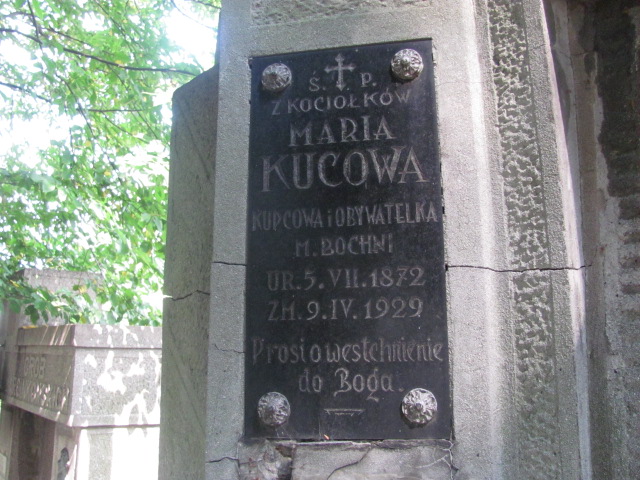 Ś. P.
Z KOCIOŁKÓW
MARIA
KUCOWA
KUPCOWA i OBYWATELKA
M. BOCHNI
UR. 5. VII. 1872
ZM. 9. IV. 1929
Prosi o westchnienie
do Boga.